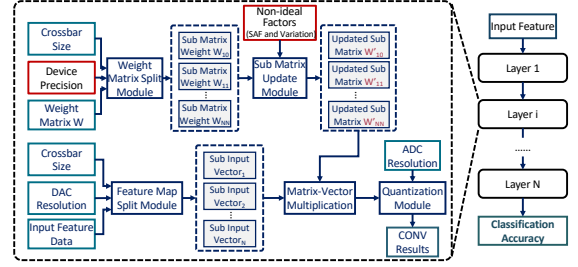 Crossbar
Size
Device
Precision
Weight
Matrix W
Weight
Matrix Split
Module
Sub Matrix
Weight W10
Sub Matrix
Weight W11
⋮
Sub Matrix
Weight WNN
Non-ideal
Factors
(SAF and Variation)
Sub Matrix
Update
Module
Updated Sub
Matrix W'10
Updated Sub
Matrix W'11
⋮
Updated Sub
Matrix W'NN
Crossbar
Size
DAC
Resolution
Input Feature
Data
Feature Map
Split Module
Sub Input
Vector1
Sub Input
Vector2
⋮
Sub Input
VectorN
Matrix-Vector
Multiplication
ADC
Resolution
Quantization
Module
CONV
Results
Input Feature
Layer 1
Layer i
......
Layer N
Classification
Accuracy